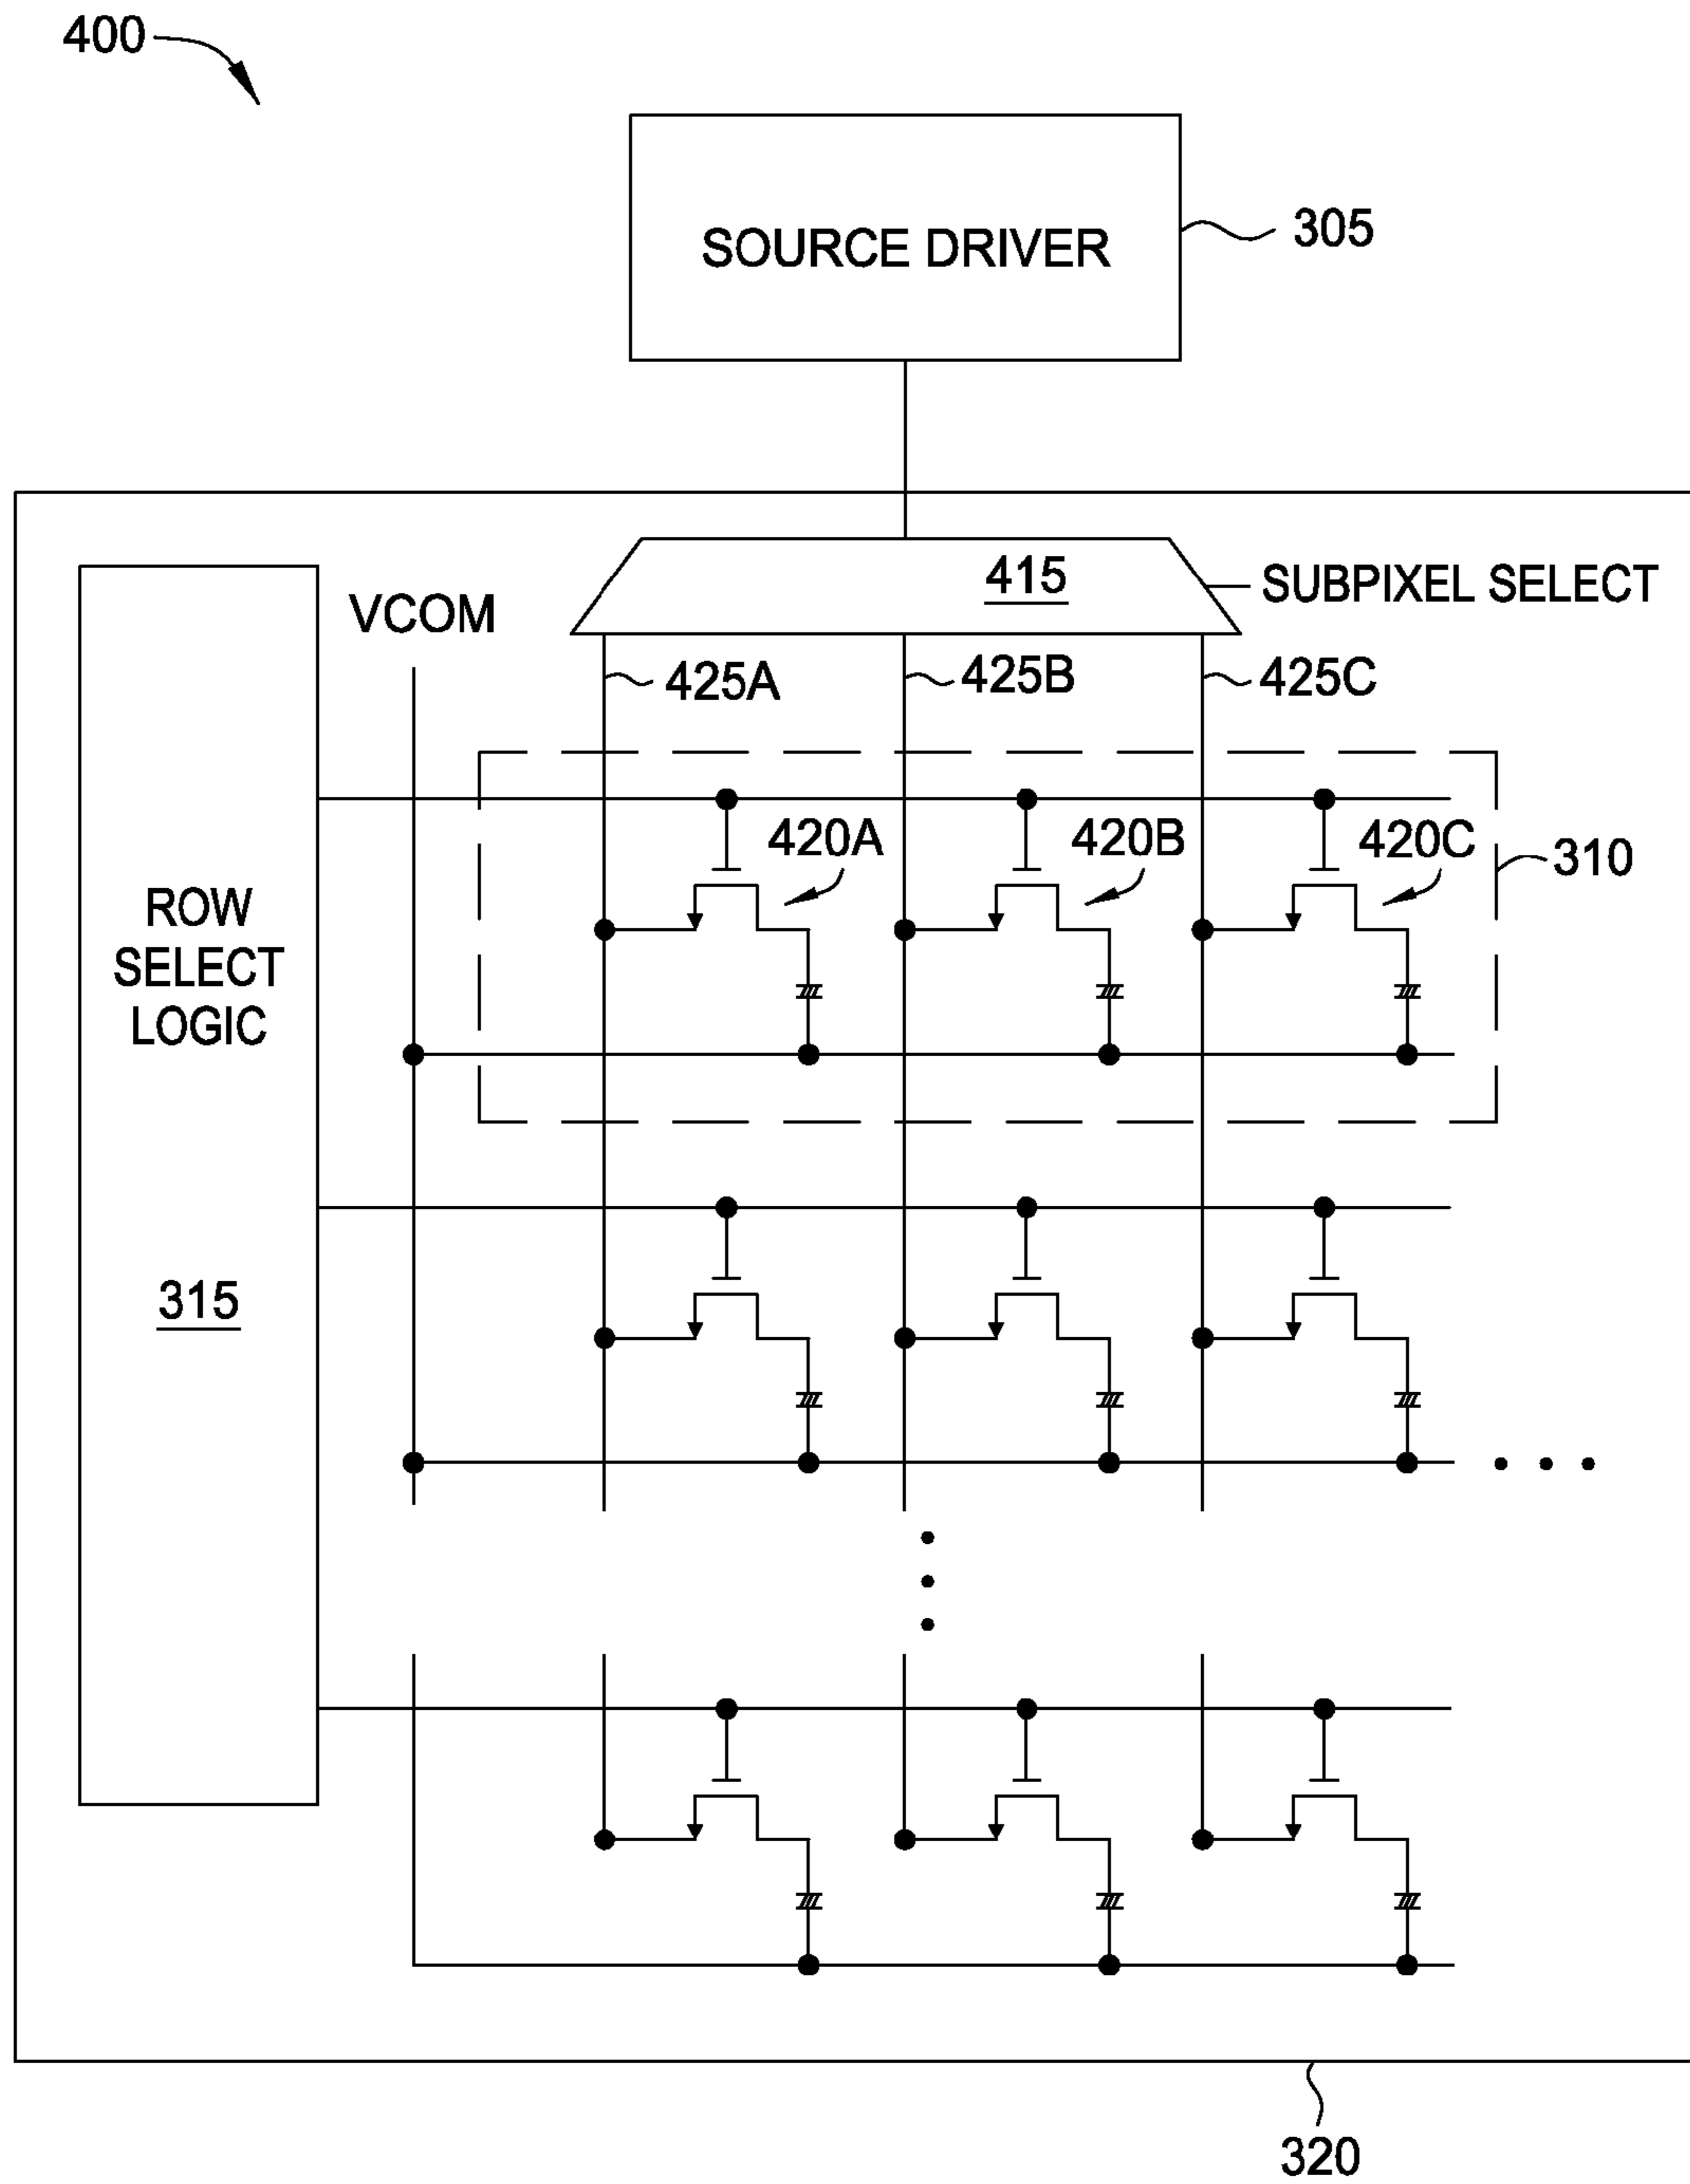 400
SOURCE DRIVER
305
415
SUBPIXEL SELECT
VCOM
425A
425B
425C
420A
420B
420C
310
ROW
SELECT
LOGIC
315
320